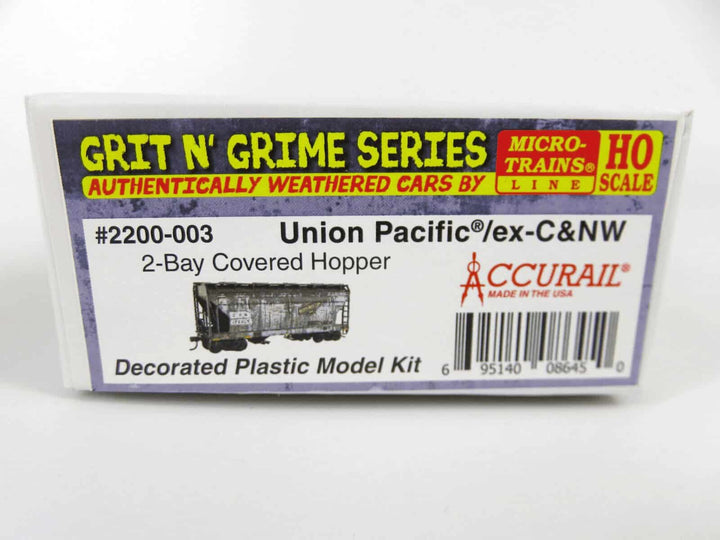 GRIT N' GRIME SERIES
AUTHENTICALLY WEATHERED CARS BY
MICRO-
TRAINS®
LINE
HO
SCALE
#2200-003
Union Pacific®/ex-C&NW
2-Bay Covered Hopper
ACCURAIL®
MADE IN THE USA
Decorated Plastic Model Kit
6 95140 08645 0